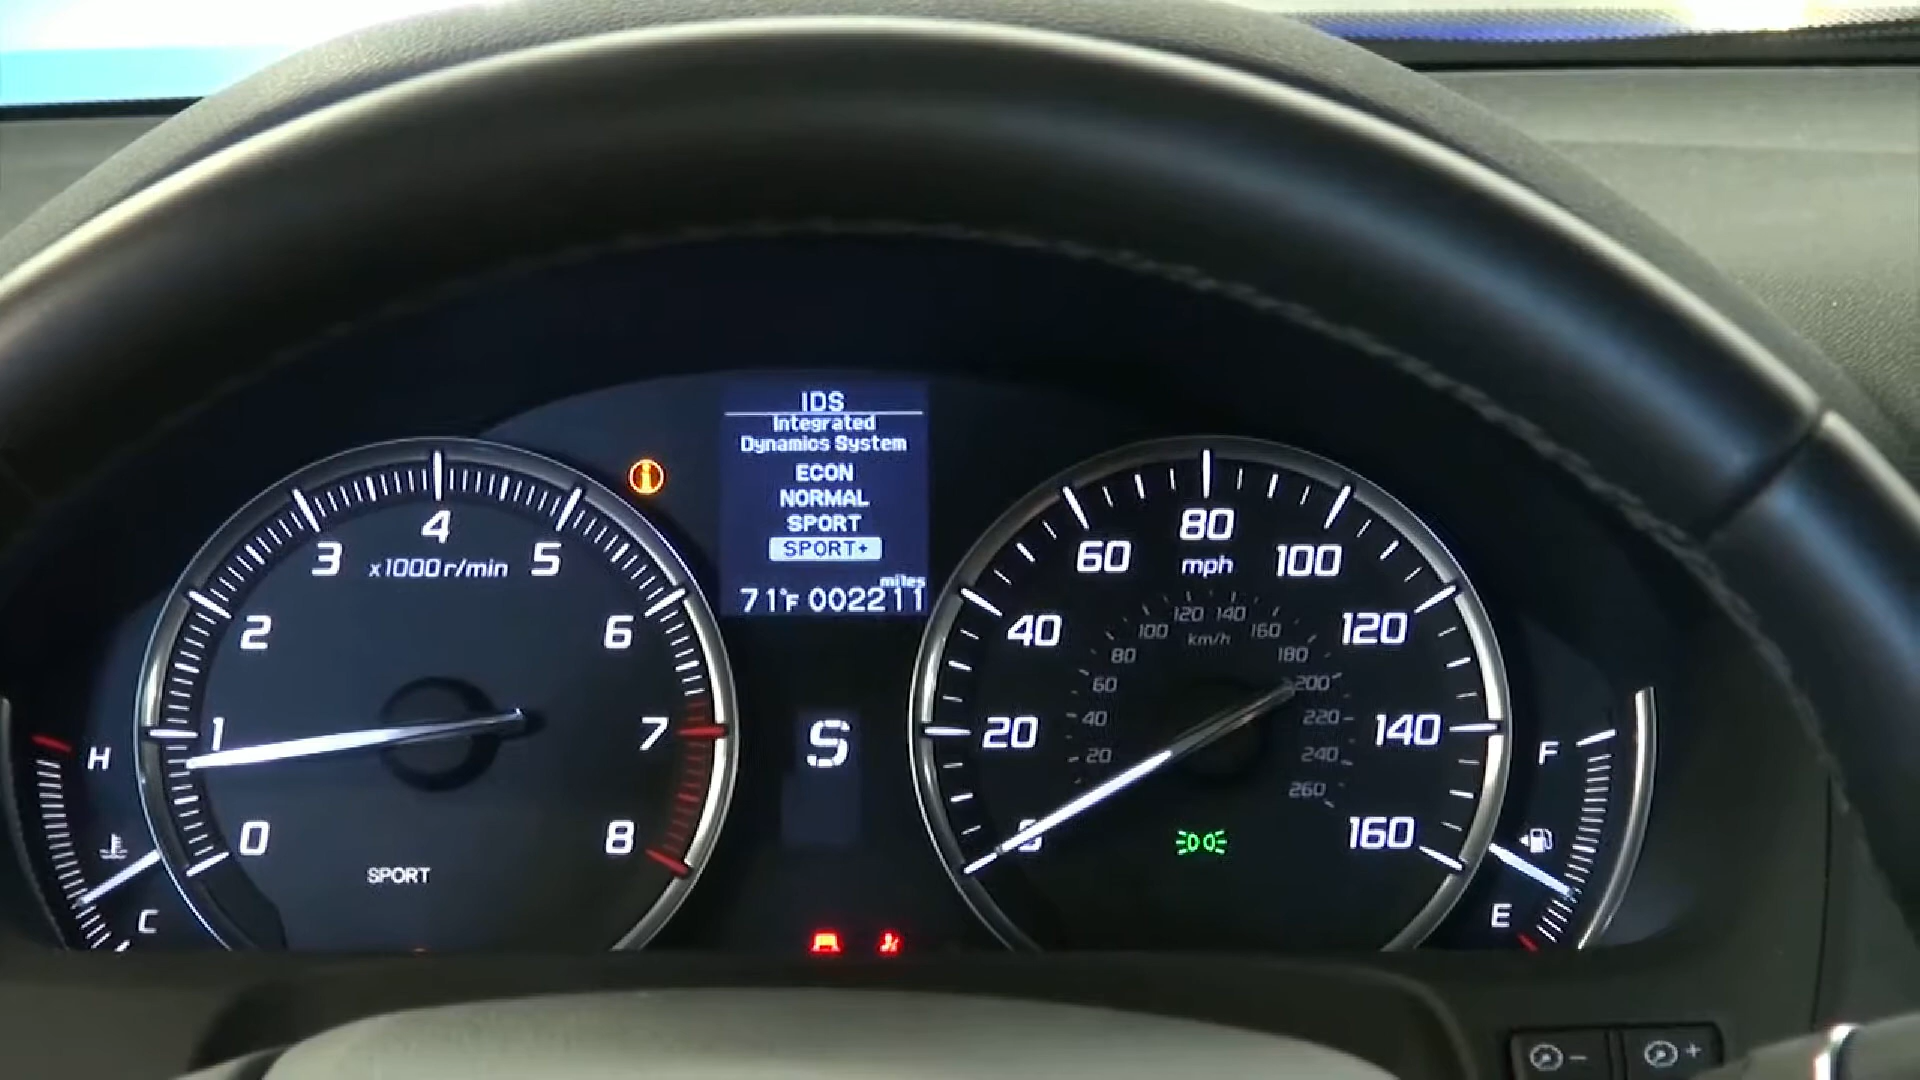 IDS
Integrated
Dynamics System
ECON
NORMAL
SPORT
SPORT+
miles
71°F 002211
0
1
2
3
4
5
6
7
8
x1000 r/min
SPORT
H
C
S
0
20
40
60
80
100
120
140
160
mph
20
40
60
80
100
120
140
160
180
200
220
240
260
km/h
F
E
−
+